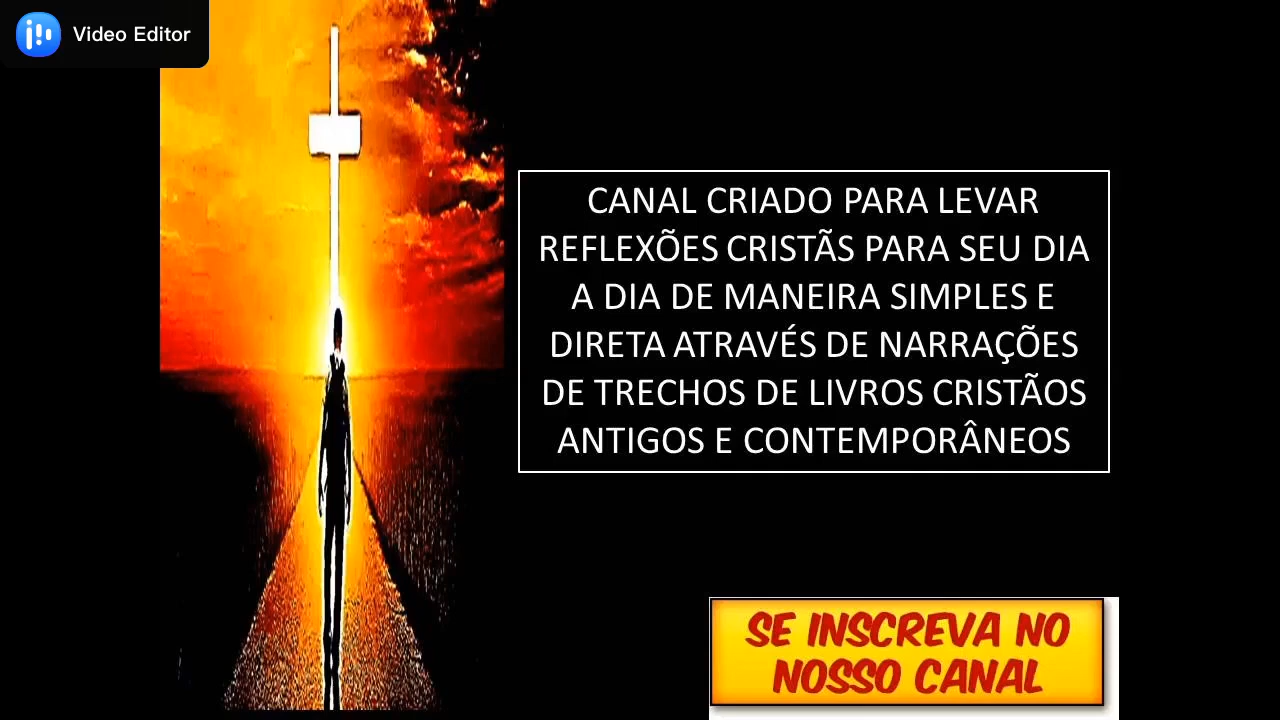 Video Editor
CANAL CRIADO PARA LEVAR
REFLEXÕES CRISTÃS PARA SEU DIA
A DIA DE MANEIRA SIMPLES E
DIRETA ATRAVÉS DE NARRAÇÕES
DE TRECHOS DE LIVROS CRISTÃOS
ANTIGOS E CONTEMPORÂNEOS
SE INSCREVA NO
NOSSO CANAL